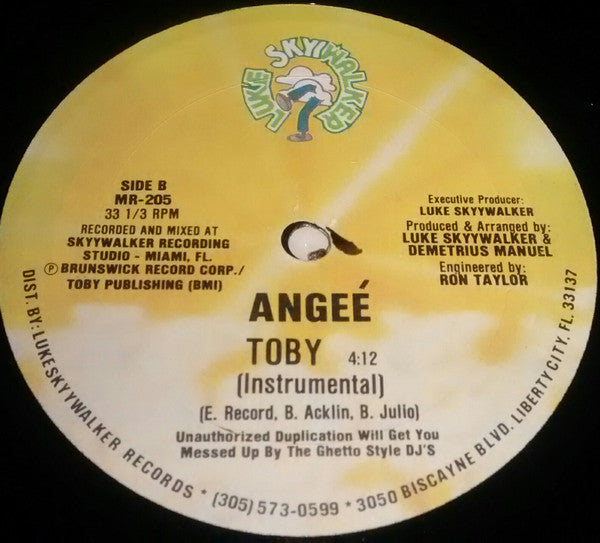 LUKE SKYYWALKER
SIDE B
MR-205
33 1/3 RPM
RECORDED AND MIXED AT
SKYYWALKER RECORDING
STUDIO - MIAMI, FL.
Ⓟ BRUNSWICK RECORD CORP./
TOBY PUBLISHING (BMI)
Executive Producer:
LUKE SKYYWALKER
Produced & Arranged by:
LUKE SKYYWALKER &
DEMETRIUS MANUEL
Engineered by:
RON TAYLOR
ANGEÉ
TOBY 4:12
(Instrumental)
(E. Record, B. Acklin, B. Julio)
Unauthorized Duplication Will Get You
Messed Up By The Ghetto Style DJ'S
DIST. BY: LUKE SKYYWALKER RECORDS * (305) 573-0599 * 3050 BISCAYNE BLVD. LIBERTY CITY, FL. 33137